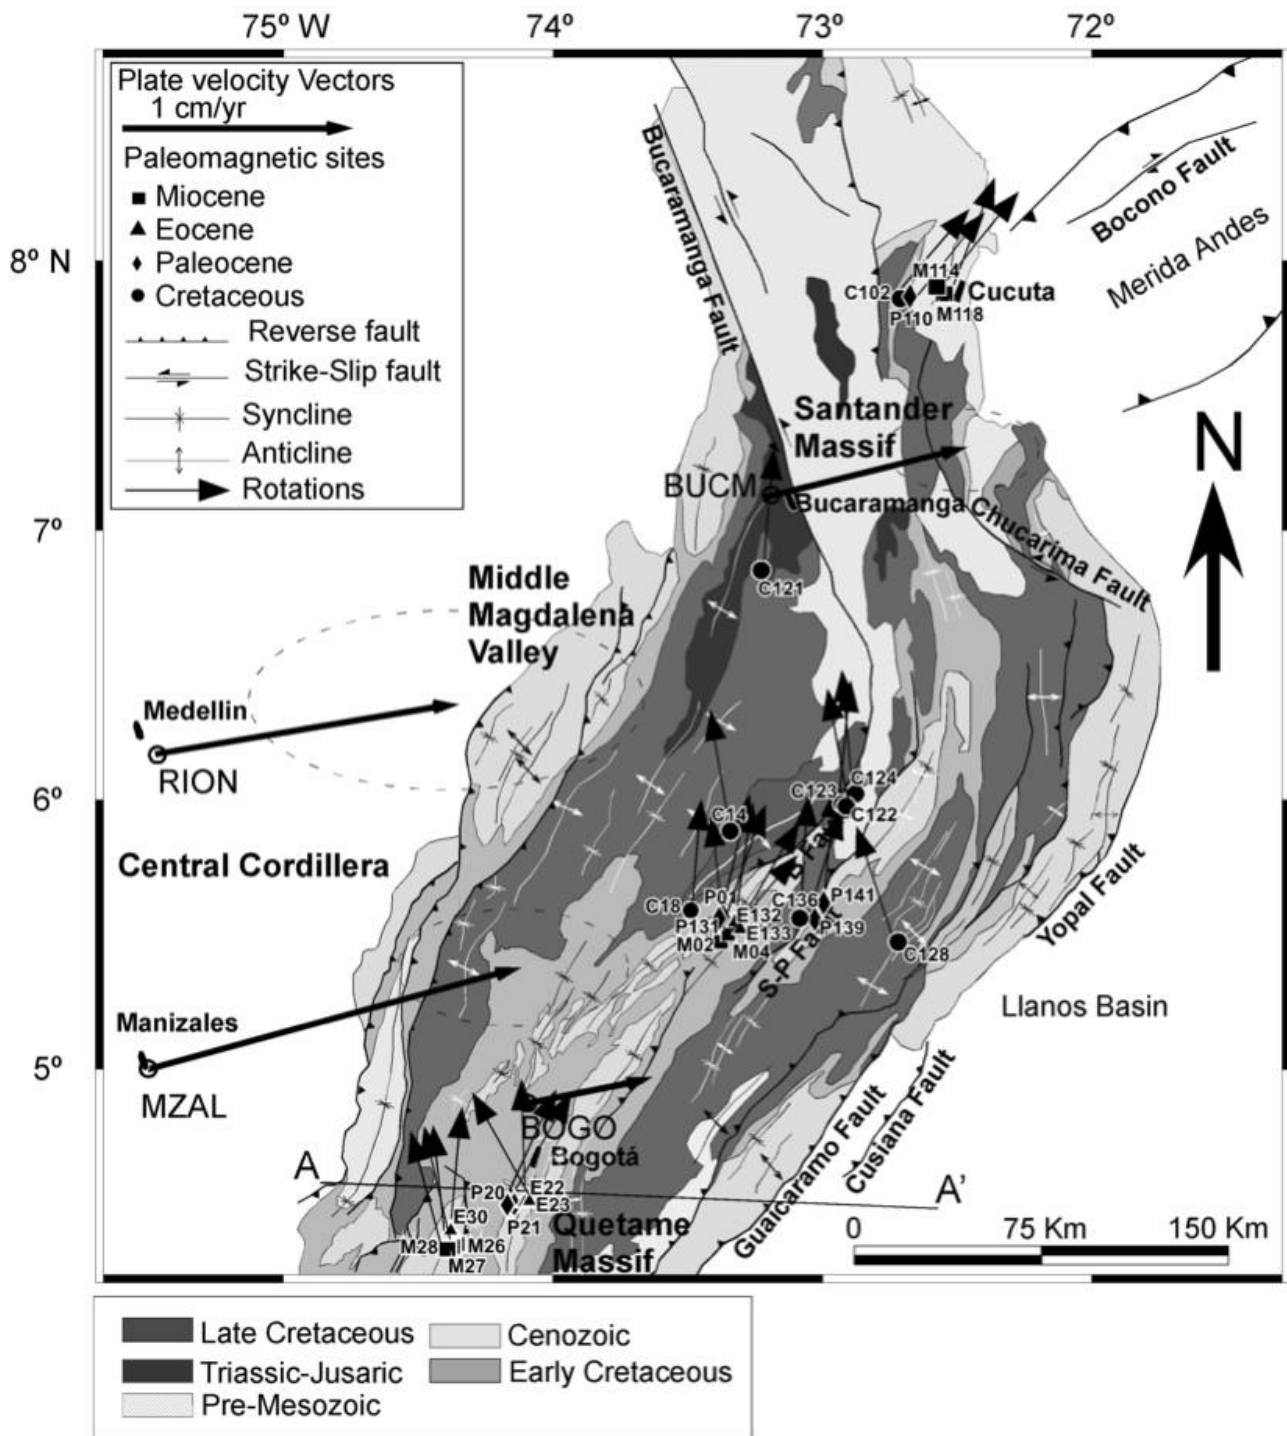 75º W
74º
73º
72º
Plate velocity Vectors
1 cm/yr
Paleomagnetic sites
Miocene
Eocene
Paleocene
Cretaceous
Reverse fault
Strike-Slip fault
Syncline
Anticline
Rotations
Bucaramanga Fault
Bocono Fault
Merida Andes
8º N
M114
C102
Cucuta
P110
M118
Santander
Massif
N
BUCM
Bucaramanga
Chucarima Fault
7º
C121
Middle
Magdalena
Valley
Medellin
RION
6º
C124
C123
C122
C14
Central Cordillera
C18
P01
C136
P141
P131
E132
E133
P139
M02
M04
S-P Fault
C128
Yopal Fault
Llanos Basin
Manizales
5º
MZAL
BOGO
Bogotá
Guaicaramo Fault
Cusiana Fault
A
A'
P20
E22
E23
P21
E30
Quetame
Massif
M28
M26
M27
0
75 Km
150 Km
Late Cretaceous
Cenozoic
Triassic-Jusaric
Early Cretaceous
Pre-Mesozoic